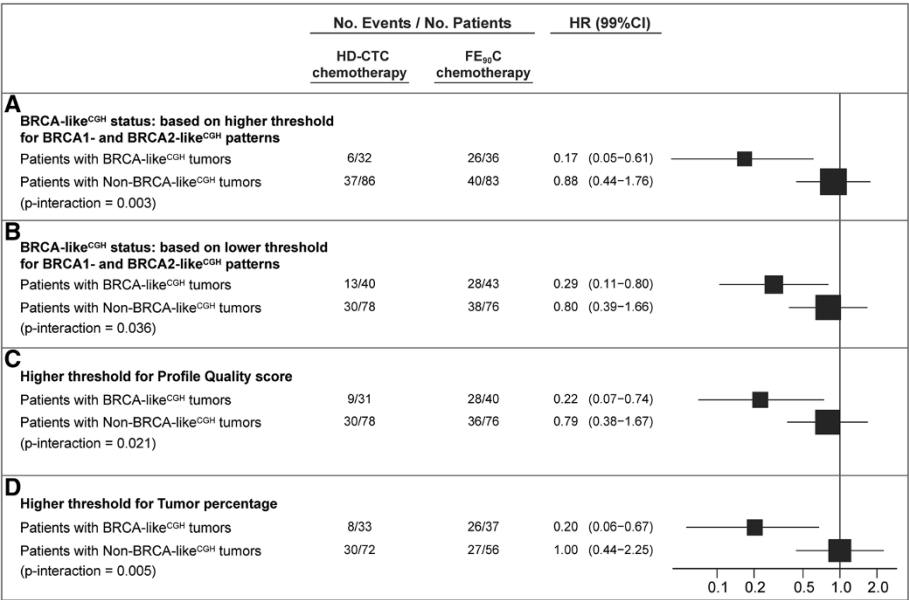 No. Events / No. Patients HR (99%CI)
HD-CTC chemotherapy FE₉₀C chemotherapy
A
BRCA-likeᶜᴳᴴ status: based on higher threshold
for BRCA1- and BRCA2-likeᶜᴳᴴ patterns
Patients with BRCA-likeᶜᴳᴴ tumors 6/32 26/36 0.17 (0.05–0.61)
Patients with Non-BRCA-likeᶜᴳᴴ tumors 37/86 40/83 0.88 (0.44–1.76)
(p-interaction = 0.003)
B
BRCA-likeᶜᴳᴴ status: based on lower threshold
for BRCA1- and BRCA2-likeᶜᴳᴴ patterns
Patients with BRCA-likeᶜᴳᴴ tumors 13/40 28/43 0.29 (0.11–0.80)
Patients with Non-BRCA-likeᶜᴳᴴ tumors 30/78 38/76 0.80 (0.39–1.66)
(p-interaction = 0.036)
C
Higher threshold for Profile Quality score
Patients with BRCA-likeᶜᴳᴴ tumors 9/31 28/40 0.22 (0.07–0.74)
Patients with Non-BRCA-likeᶜᴳᴴ tumors 30/78 36/76 0.79 (0.38–1.67)
(p-interaction = 0.021)
D
Higher threshold for Tumor percentage
Patients with BRCA-likeᶜᴳᴴ tumors 8/33 26/37 0.20 (0.06–0.67)
Patients with Non-BRCA-likeᶜᴳᴴ tumors 30/72 27/56 1.00 (0.44–2.25)
(p-interaction = 0.005)
0.1 0.2 0.5 1.0 2.0